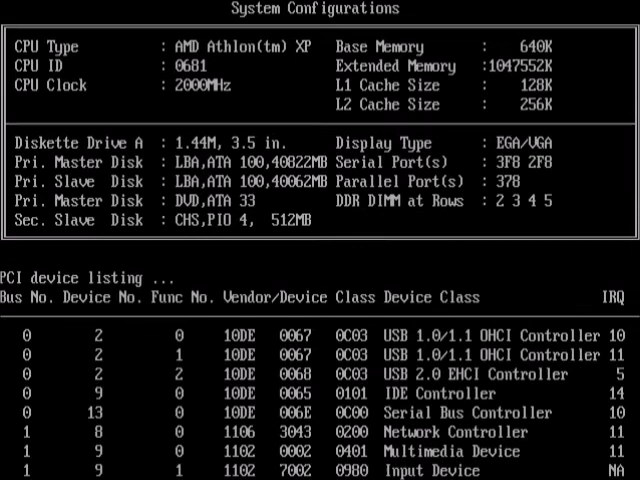 System Configurations
CPU Type : AMD Athlon(tm) XP Base Memory : 640K
CPU ID : 0681 Extended Memory :1047552K
CPU Clock : 2000MHz L1 Cache Size : 128K
L2 Cache Size : 256K
Diskette Drive A : 1.44M, 3.5 in. Display Type : EGA/VGA
Pri. Master Disk : LBA,ATA 100,40822MB Serial Port(s) : 3F8 2F8
Pri. Slave Disk : LBA,ATA 100,40062MB Parallel Port(s) : 378
Pri. Master Disk : DVD,ATA 33 DDR DIMM at Rows : 2 3 4 5
Sec. Slave Disk : CHS,PIO 4, 512MB
PCI device listing ...
Bus No. Device No. Func No. Vendor/Device Class Device Class IRQ
0 2 0 10DE 0067 0C03 USB 1.0/1.1 OHCI Controller 10
0 2 1 10DE 0067 0C03 USB 1.0/1.1 OHCI Controller 11
0 2 2 10DE 0068 0C03 USB 2.0 EHCI Controller 5
0 9 0 10DE 0065 0101 IDE Controller 14
0 13 0 10DE 006E 0C00 Serial Bus Controller 10
1 8 0 1106 3043 0200 Network Controller 11
1 9 0 1102 0002 0401 Multimedia Device 11
1 9 1 1102 7002 0980 Input Device NA